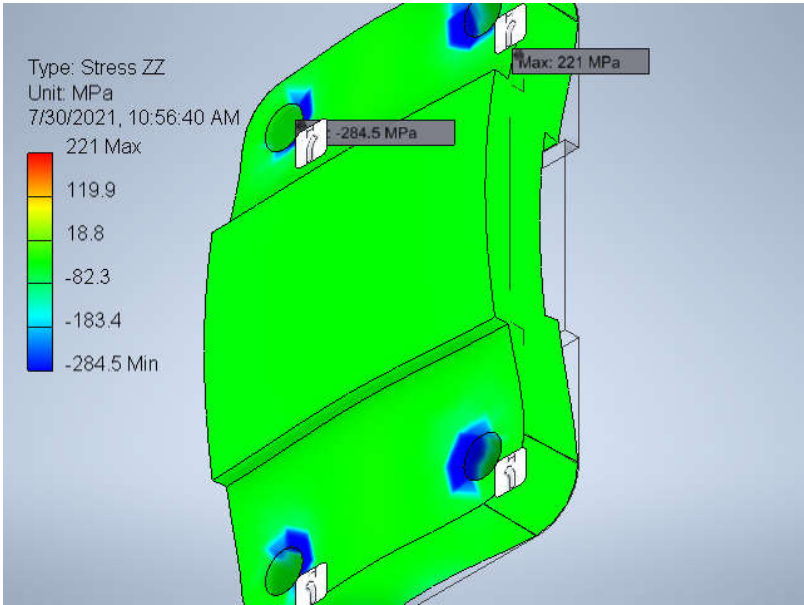 Type: Stress ZZ
Unit: MPa
7/30/2021, 10:56:40 AM
221 Max
119.9
18.8
-82.3
-183.4
-284.5 Min
Max: 221 MPa
: -284.5 MPa